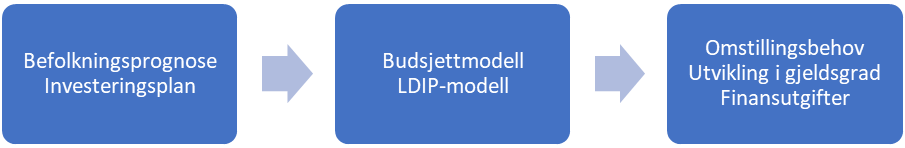 Befolkningsprognose
Investeringsplan
Budsjettmodell
LDIP-modell
Omstillingsbehov
Utvikling i gjeldsgrad
Finansutgifter